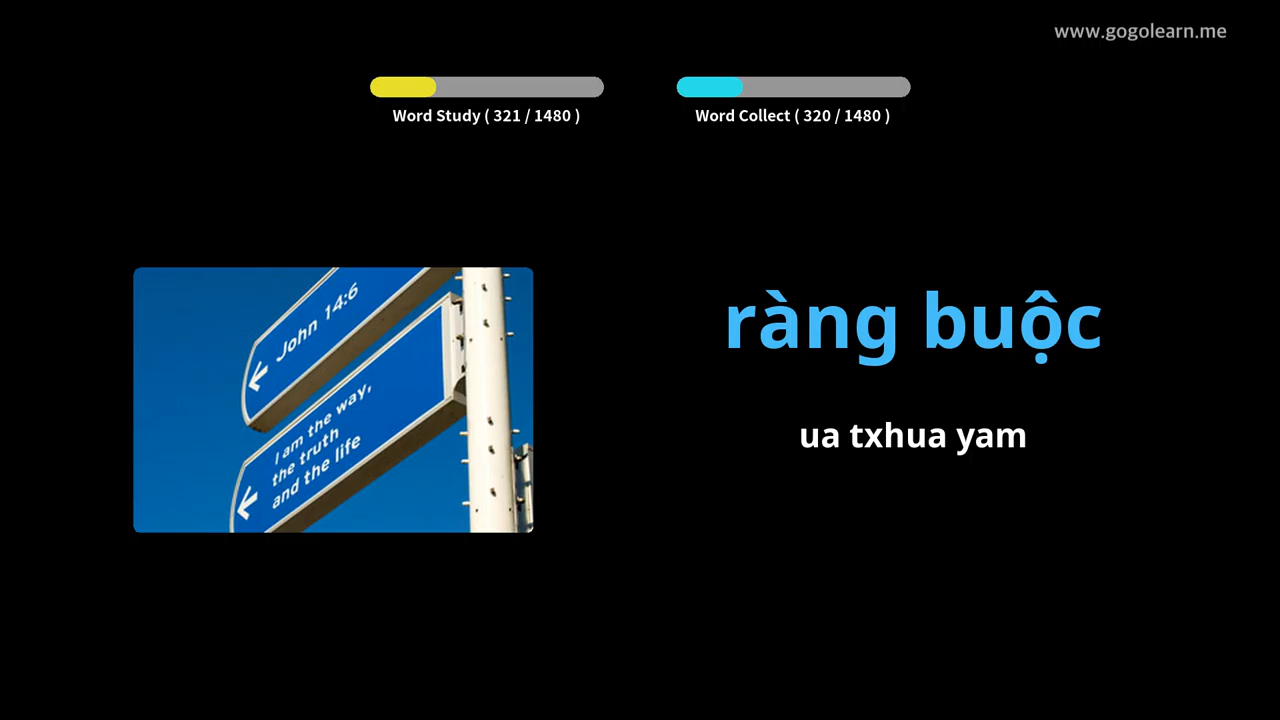 www.gogolearn.me
Word Study ( 321 / 1480 )
Word Collect ( 320 / 1480 )
John 14:6
I am the way,
the truth
and the life
ràng buộc
ua txhua yam